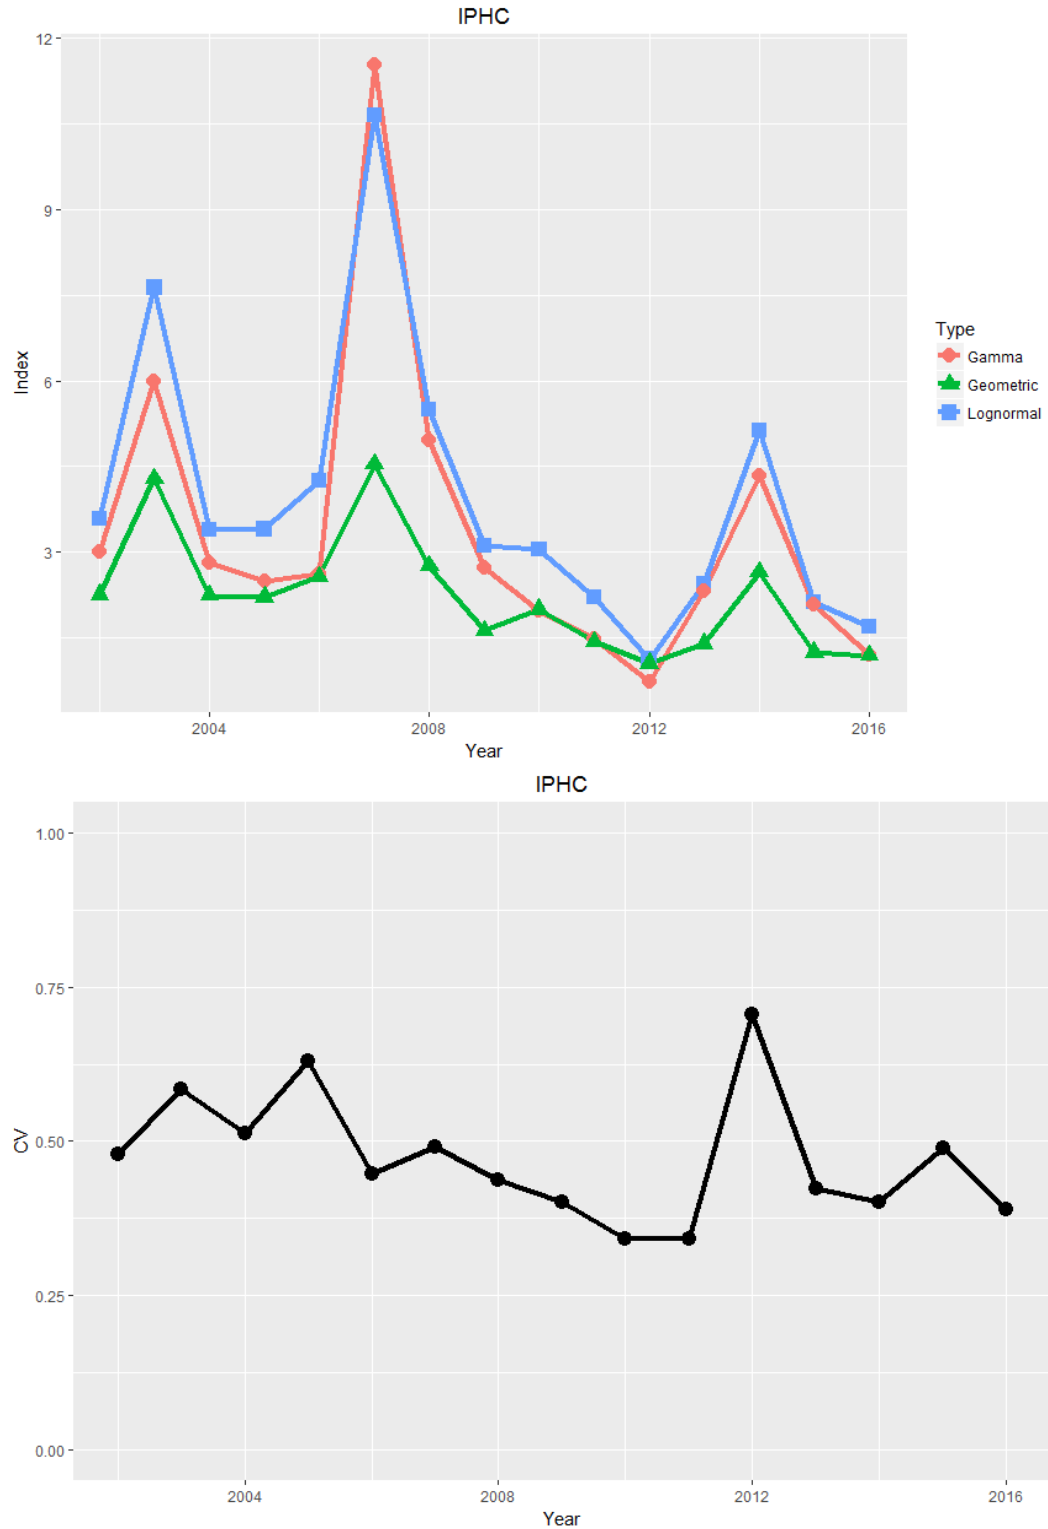 IPHC
12
9
6
3
Index
2004 2008 2012 2016
Year
Type
Gamma
Geometric
Lognormal
IPHC
1.00
0.75
0.50
0.25
0.00
CV
2004 2008 2012 2016
Year